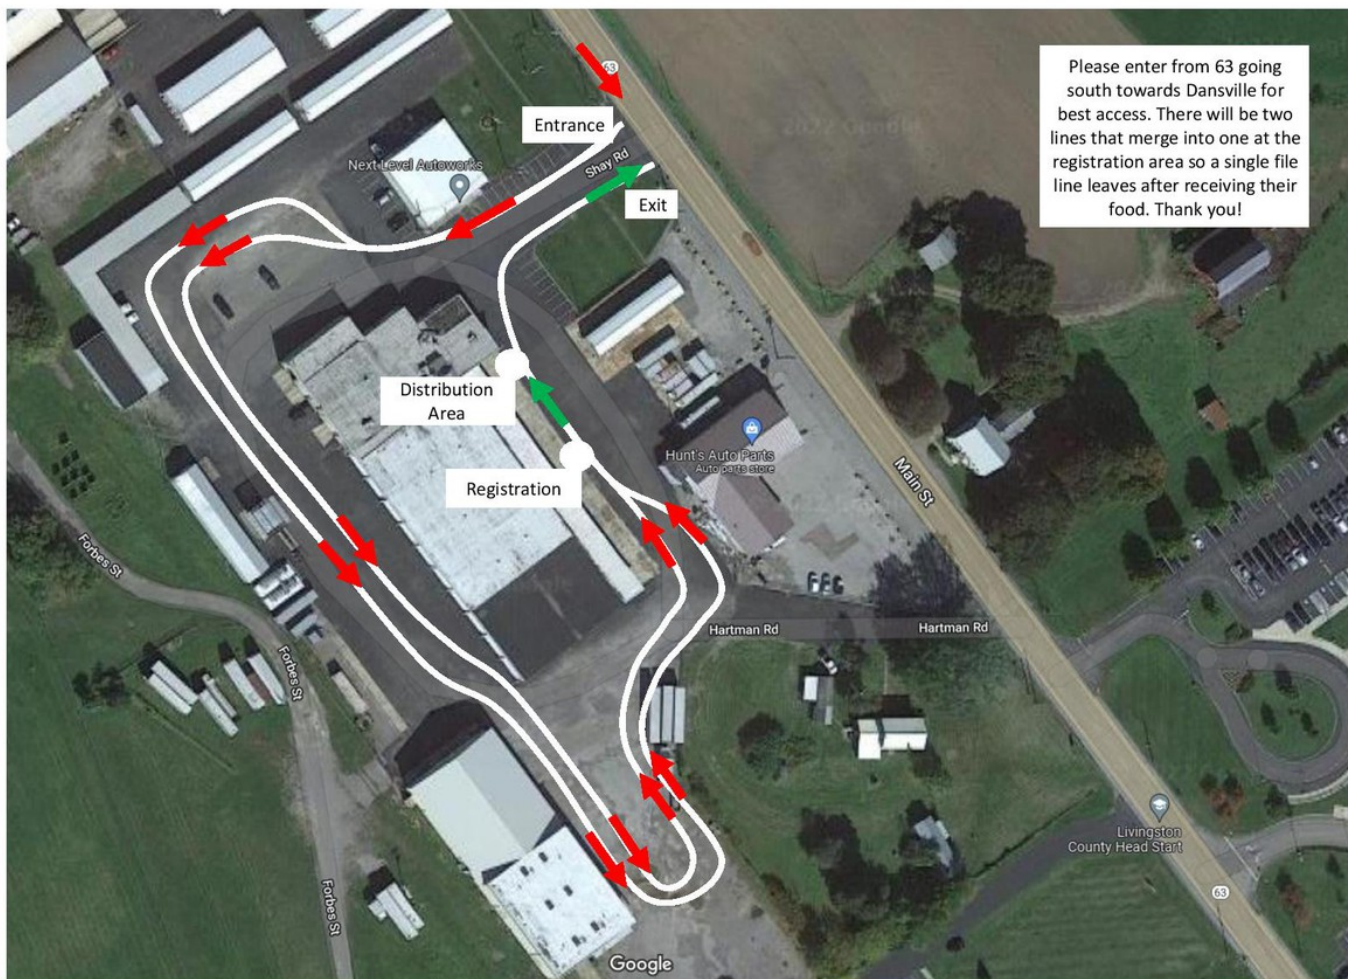 63
Please enter from 63 going
south towards Dansville for
best access. There will be two
lines that merge into one at the
registration area so a single file
line leaves after receiving their
food. Thank you!
Entrance
Shay Rd
Next Level Autoworks
Exit
Distribution
Area
Hunt's Auto Parts
Auto parts store
Main St
Registration
Forbes St
Hartman Rd
Hartman Rd
Forbes St
Livingston
County Head Start
63
Forbes St
Google